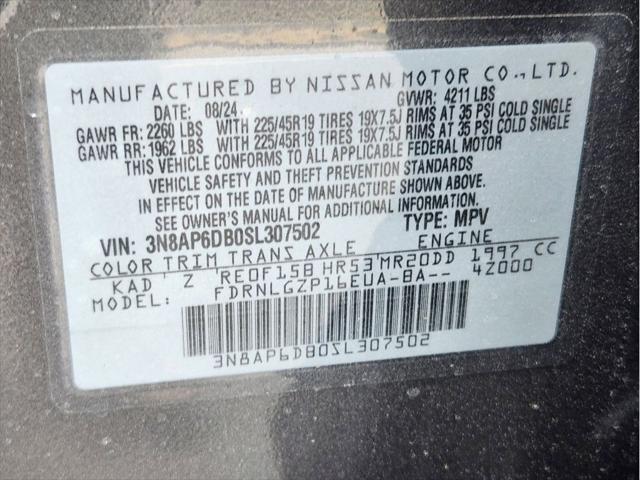 MANUFACTURED BY NISSAN MOTOR CO., LTD.
DATE: 08/24 GVWR: 4211 LBS
GAWR FR: 2260 LBS WITH 225/45R19 TIRES 19X7.5J RIMS AT 35 PSI COLD SINGLE
GAWR RR: 1962 LBS WITH 225/45R19 TIRES 19X7.5J RIMS AT 35 PSI COLD SINGLE
THIS VEHICLE CONFORMS TO ALL APPLICABLE FEDERAL MOTOR
VEHICLE SAFETY AND THEFT PREVENTION STANDARDS
IN EFFECT ON THE DATE OF MANUFACTURE SHOWN ABOVE.
SEE OWNER'S MANUAL FOR ADDITIONAL INFORMATION.
VIN: 3N8AP6DB0SL307502 TYPE: MPV
COLOR TRIM TRANS AXLE ENGINE
KAD Z RE0F15B HR53 MR20DD 1997 CC
MODEL: FDRNLGZP16EUA-BA-- 4Z000
3N8AP6DB0SL307502